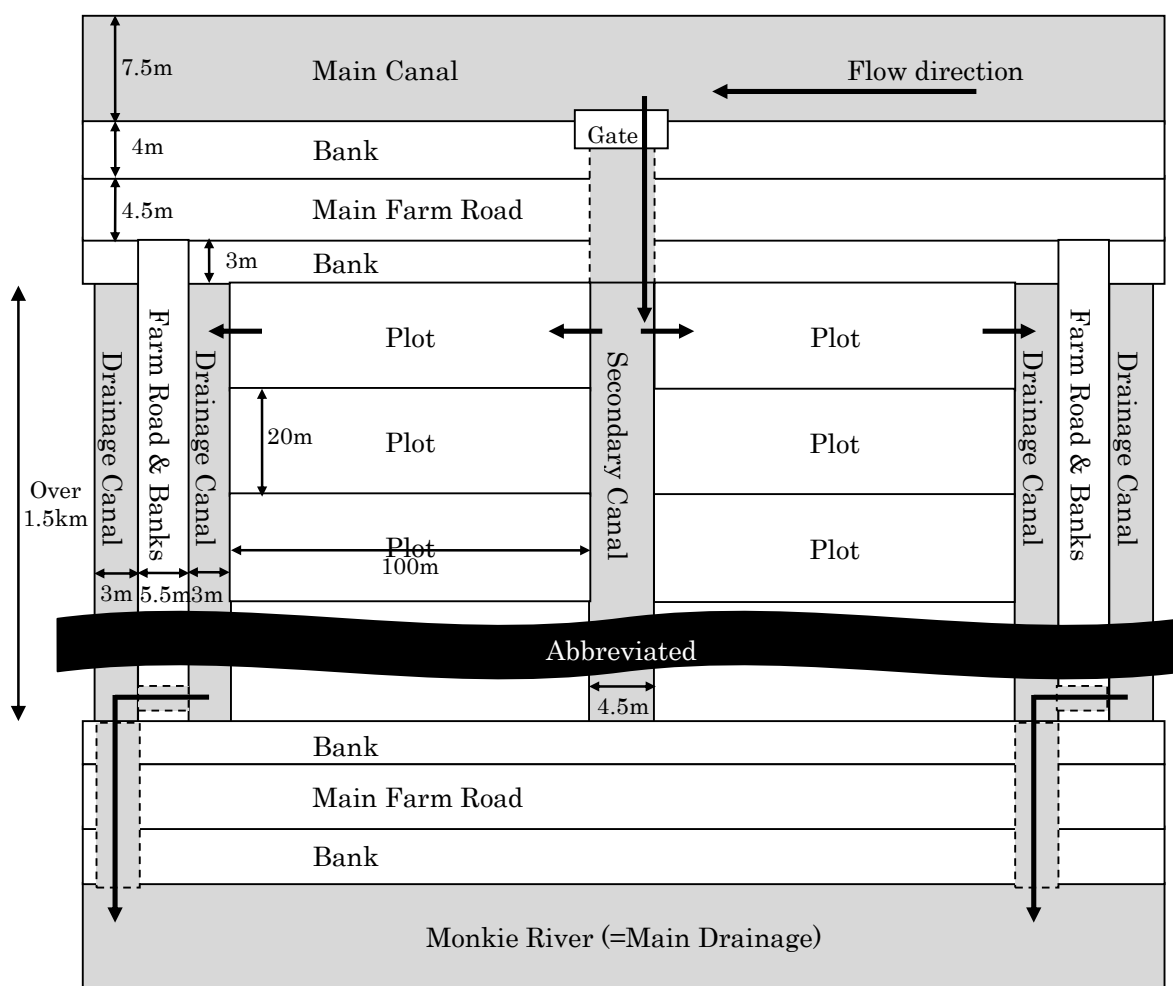 7.5m
Main Canal
Flow direction
Gate
4m
Bank
4.5m
Main Farm Road
3m
Bank
Drainage Canal
Farm Road & Banks
Drainage Canal
Plot
Secondary Canal
Plot
Drainage Canal
Farm Road & Banks
Drainage Canal
20m
Plot
Plot
Over
1.5km
Plot
100m
Plot
3m
5.5m
3m
Abbreviated
4.5m
Bank
Main Farm Road
Bank
Monkie River (=Main Drainage)